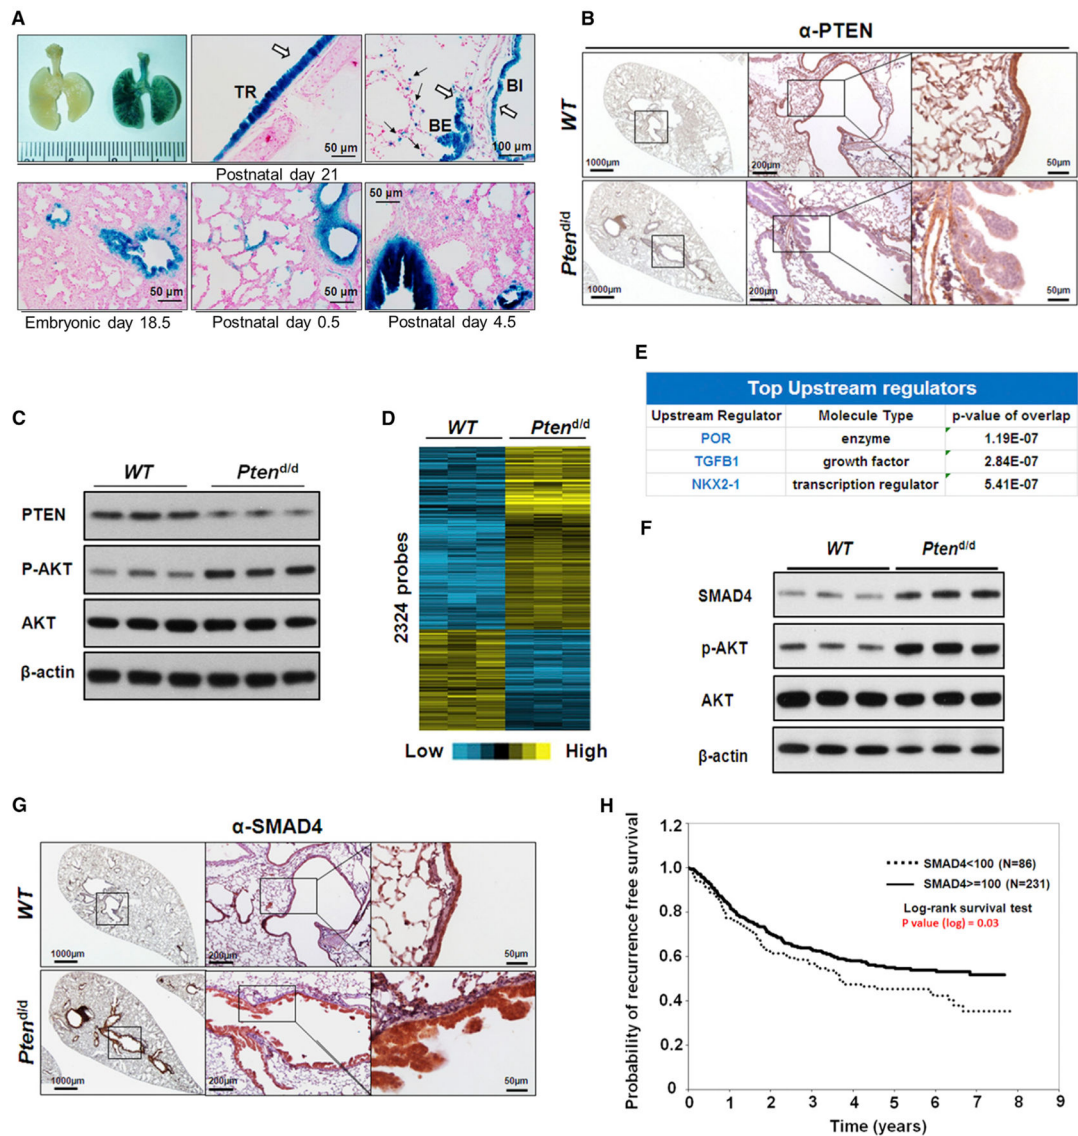 A
TR
50 µm
BE
BI
100 µm
Postnatal day 21
50 µm
50 µm
50 µm
Embryonic day 18.5
Postnatal day 0.5
Postnatal day 4.5
B
α-PTEN
WT
1000µm
200µm
50µm
Pten d/d
1000µm
200µm
50µm
C
WT
Pten d/d
PTEN
P-AKT
AKT
β-actin
D
WT
Pten d/d
2324 probes
Low
High
E
Top Upstream regulators
Upstream Regulator Molecule Type p-value of overlap
POR enzyme 1.19E-07
TGFB1 growth factor 2.84E-07
NKX2-1 transcription regulator 5.41E-07
F
WT
Pten d/d
SMAD4
p-AKT
AKT
β-actin
G
α-SMAD4
WT
1000µm
200µm
50µm
Pten d/d
1000µm
200µm
50µm
H
Probability of recurrence free survival
1.2
1.0
0.8
0.6
0.4
0.2
0
SMAD4<100 (N=86)
SMAD4>=100 (N=231)
Log-rank survival test
P value (log) = 0.03
0 1 2 3 4 5 6 7 8 9
Time (years)